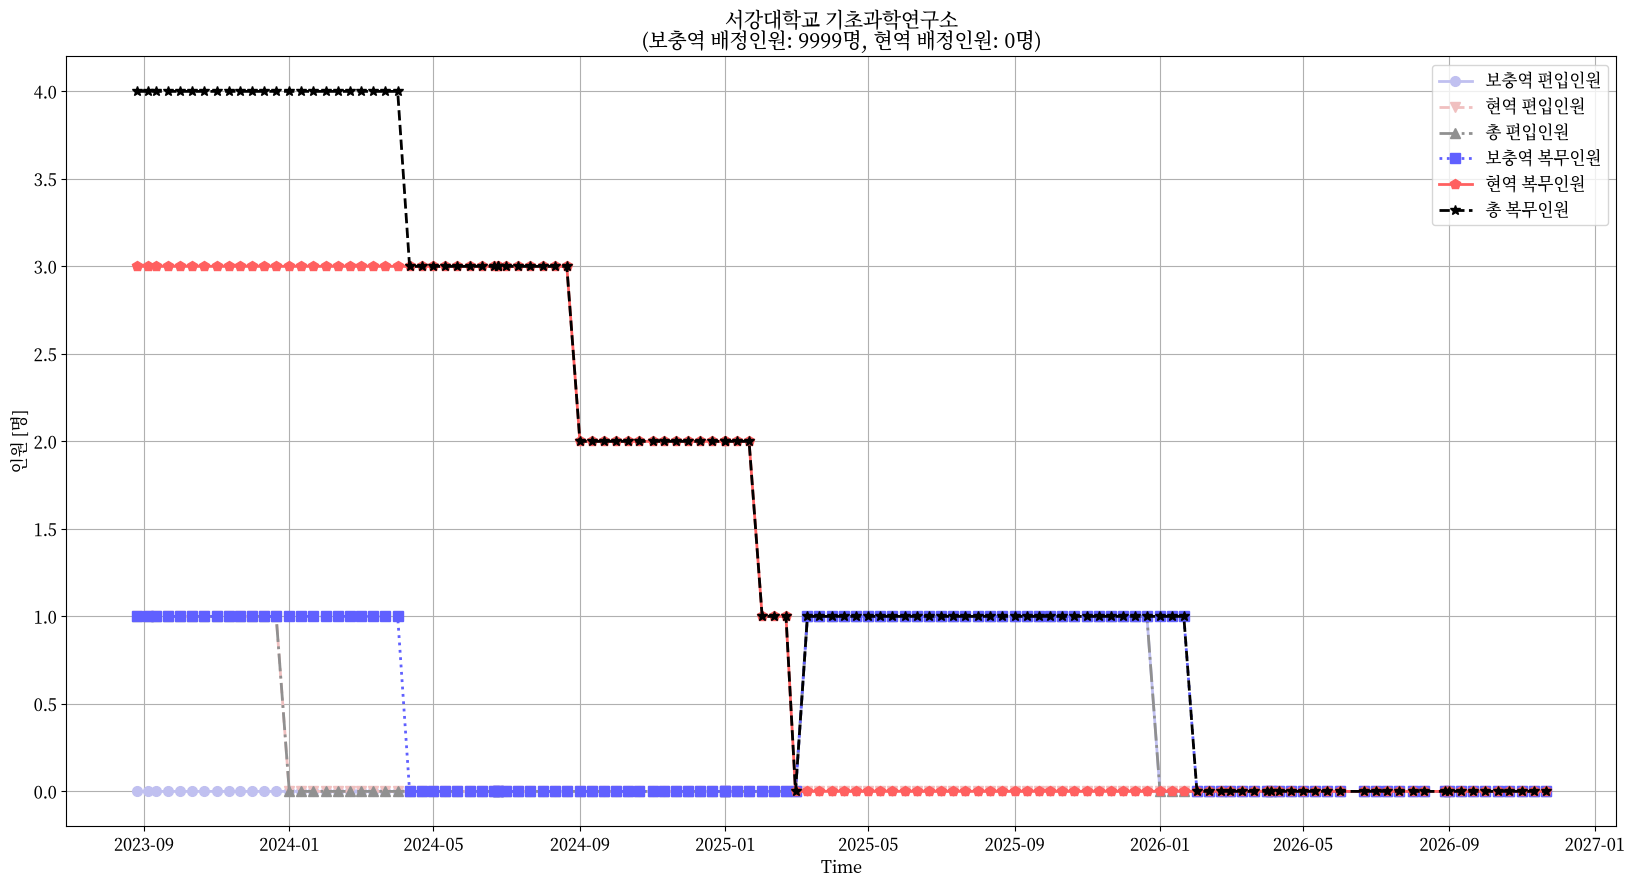 서강대학교 기초과학연구소
(보충역 배정인원: 9999명, 현역 배정인원: 0명)
보충역 편입인원
현역 편입인원
총 편입인원
보충역 복무인원
현역 복무인원
총 복무인원
인원 [명]
4.0
3.5
3.0
2.5
2.0
1.5
1.0
0.5
0.0
2023-09
2024-01
2024-05
2024-09
2025-01
2025-05
2025-09
2026-01
2026-05
2026-09
2027-01
Time